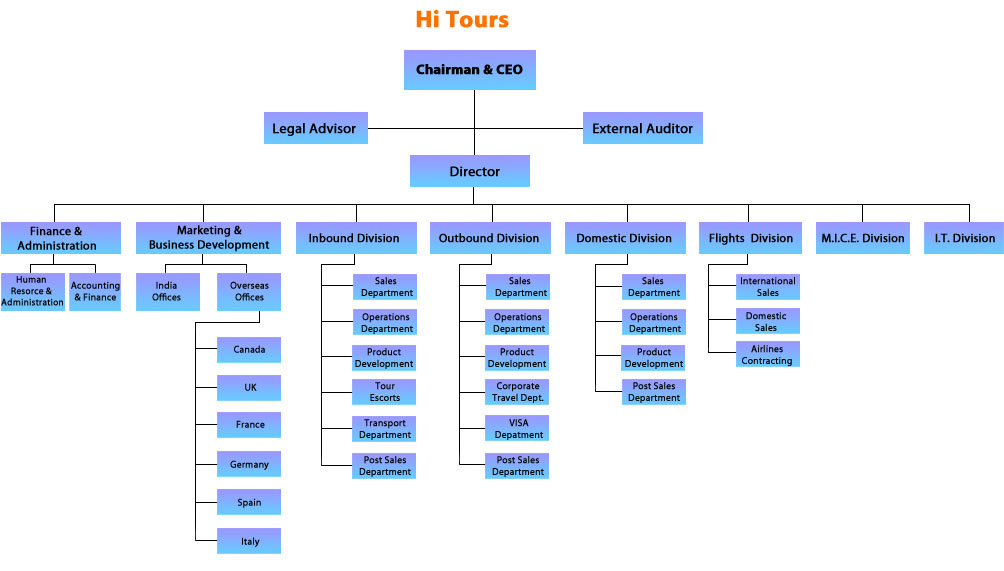 Hi Tours
Chairman & CEO
Legal Advisor
External Auditor
Director
Finance &
Administration
Marketing &
Business Development
Inbound Division
Outbound Division
Domestic Division
Flights Division
M.I.C.E. Division
I.T. Division
Human
Resorce &
Administration
Accounting
& Finance
India
Offices
Overseas
Offices
Canada
UK
France
Germany
Spain
Italy
Sales
Department
Operations
Department
Product
Development
Tour
Escorts
Transport
Department
Post Sales
Department
Sales
Department
Operations
Department
Product
Development
Corporate
Travel Dept.
VISA
Depatment
Post Sales
Department
Sales
Department
Operations
Department
Product
Development
Post Sales
Department
International
Sales
Domestic
Sales
Airlines
Contracting